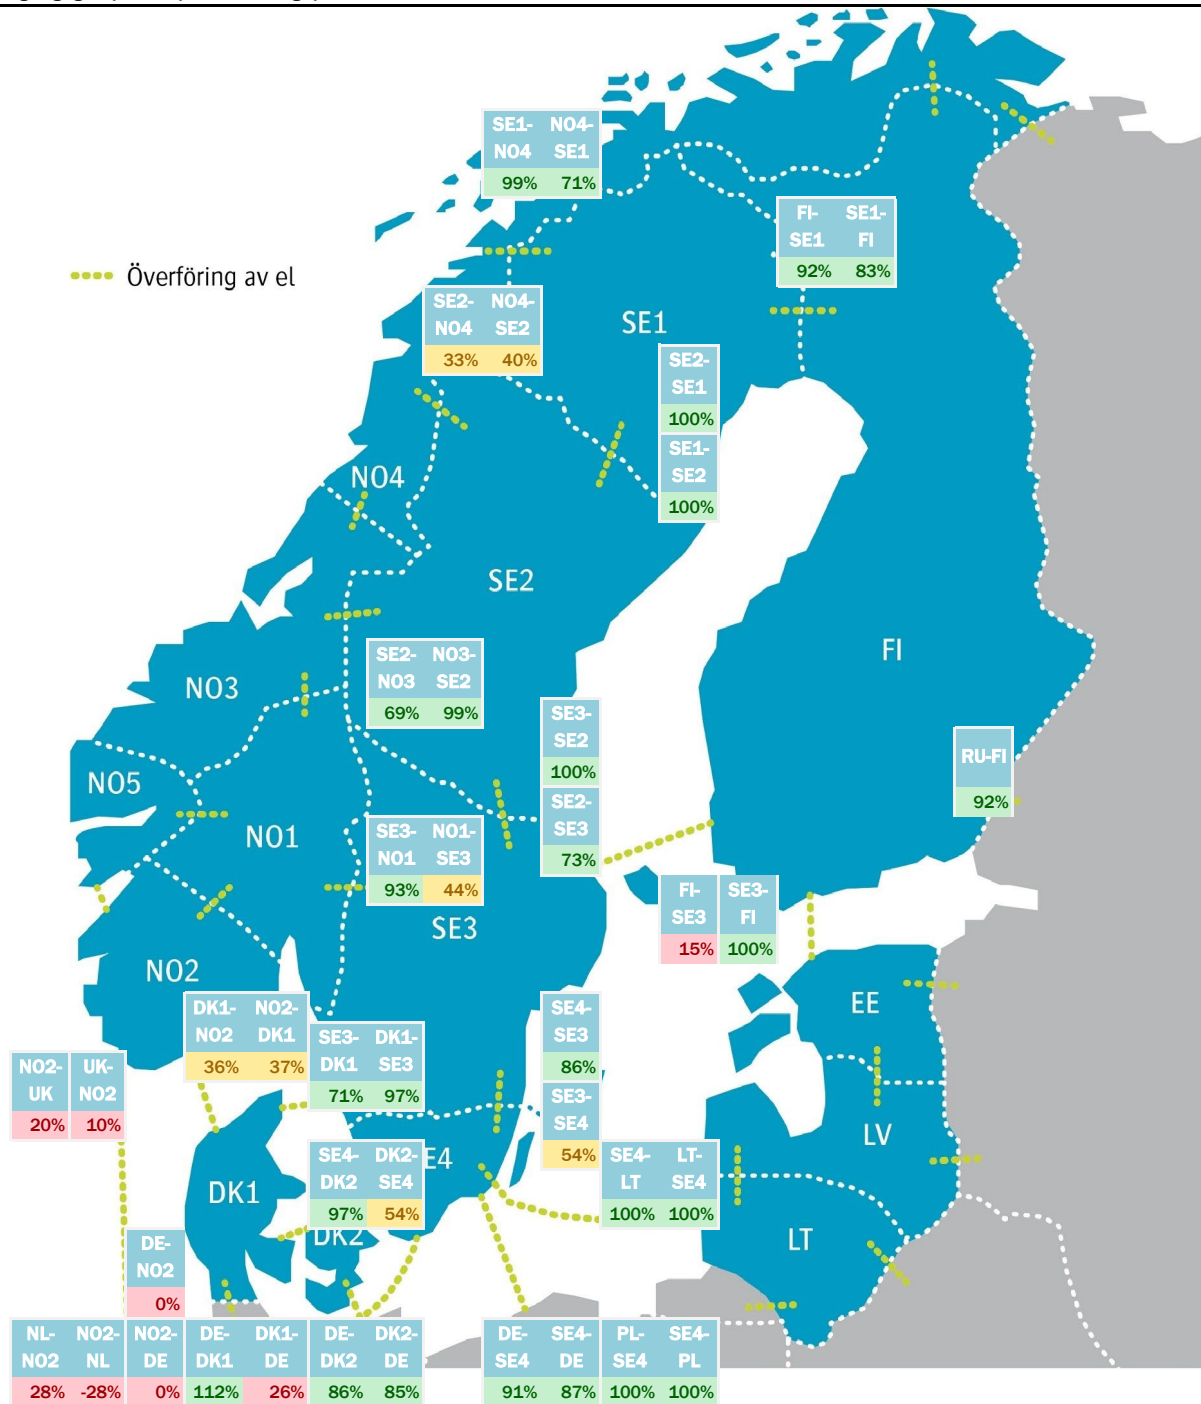 SE1- NO4-
NO4 SE1
99% 71%
FI- SE1-
SE1 FI
92% 83%
Överföring av el
SE2- NO4-
NO4 SE2
33% 40%
SE1
SE2-
SE1
100%
SE1-
SE2
100%
NO4
SE2
FI
SE2- NO3-
NO3 SE2
69% 99%
NO3
SE3-
SE2
100%
SE2-
SE3
73%
RU-FI
92%
NO5
NO1
SE3- NO1-
NO1 SE3
93% 44%
FI- SE3-
SE3 FI
15% 100%
SE3
NO2
EE
DK1- NO2-
NO2 DK1
36% 37%
SE3- DK1-
DK1 SE3
71% 97%
SE4-
SE3
86%
SE3-
SE4
54%
NO2- UK-
UK NO2
20% 10%
LV
SE4- DK2-
DK2 SE4
97% 54%
E4
SE4- LT-
LT SE4
100% 100%
DK1
DK2
LT
DE-
NO2
0%
NL- NO2- NO2- DE- DK1- DE- DK2- DE- SE4- PL- SE4-
NO2 NL DE DK1 DE DK2 DE SE4 DE SE4 PL
28% -28% 0% 112% 26% 86% 85% 91% 87% 100% 100%